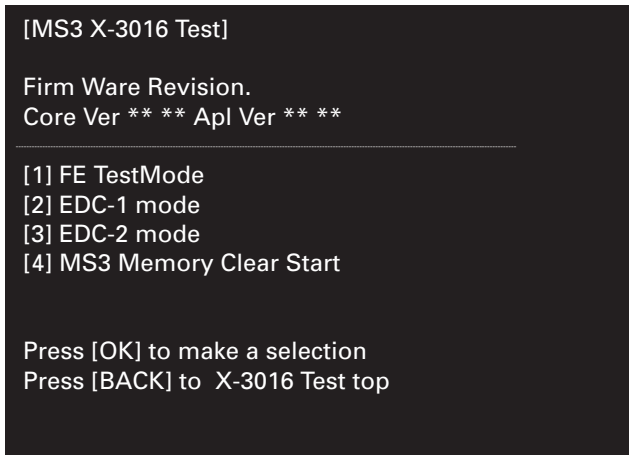 [MS3 X-3016 Test]
Firm Ware Revision.
Core Ver ** ** Apl Ver ** **
[1] FE TestMode
[2] EDC-1 mode
[3] EDC-2 mode
[4] MS3 Memory Clear Start
Press [OK] to make a selection
Press [BACK] to  X-3016 Test top